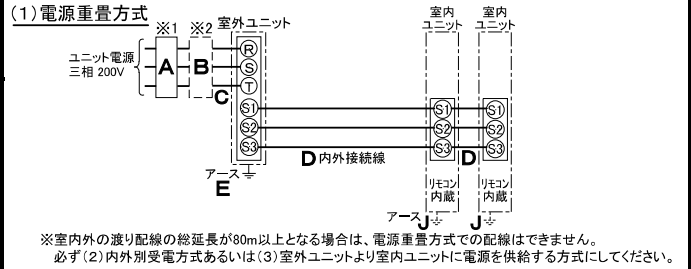 (1)電源重畳方式
※1 ※2 室外ユニット 室内ユニット 室内ユニット
ユニット電源
三相 200V
A B C
R
S
T
S1 S1 S1
S2 S2 S2
S3 S3 S3
D 内外接続線 D
アース
E
リモコン内蔵 リモコン内蔵
アース J J
※室内外の渡り配線の総延長が80m以上となる場合は、電源重畳方式での配線はできません。
必ず(2)内外別受電方式あるいは(3)室外ユニットより室内ユニットに電源を供給する方式にしてください。